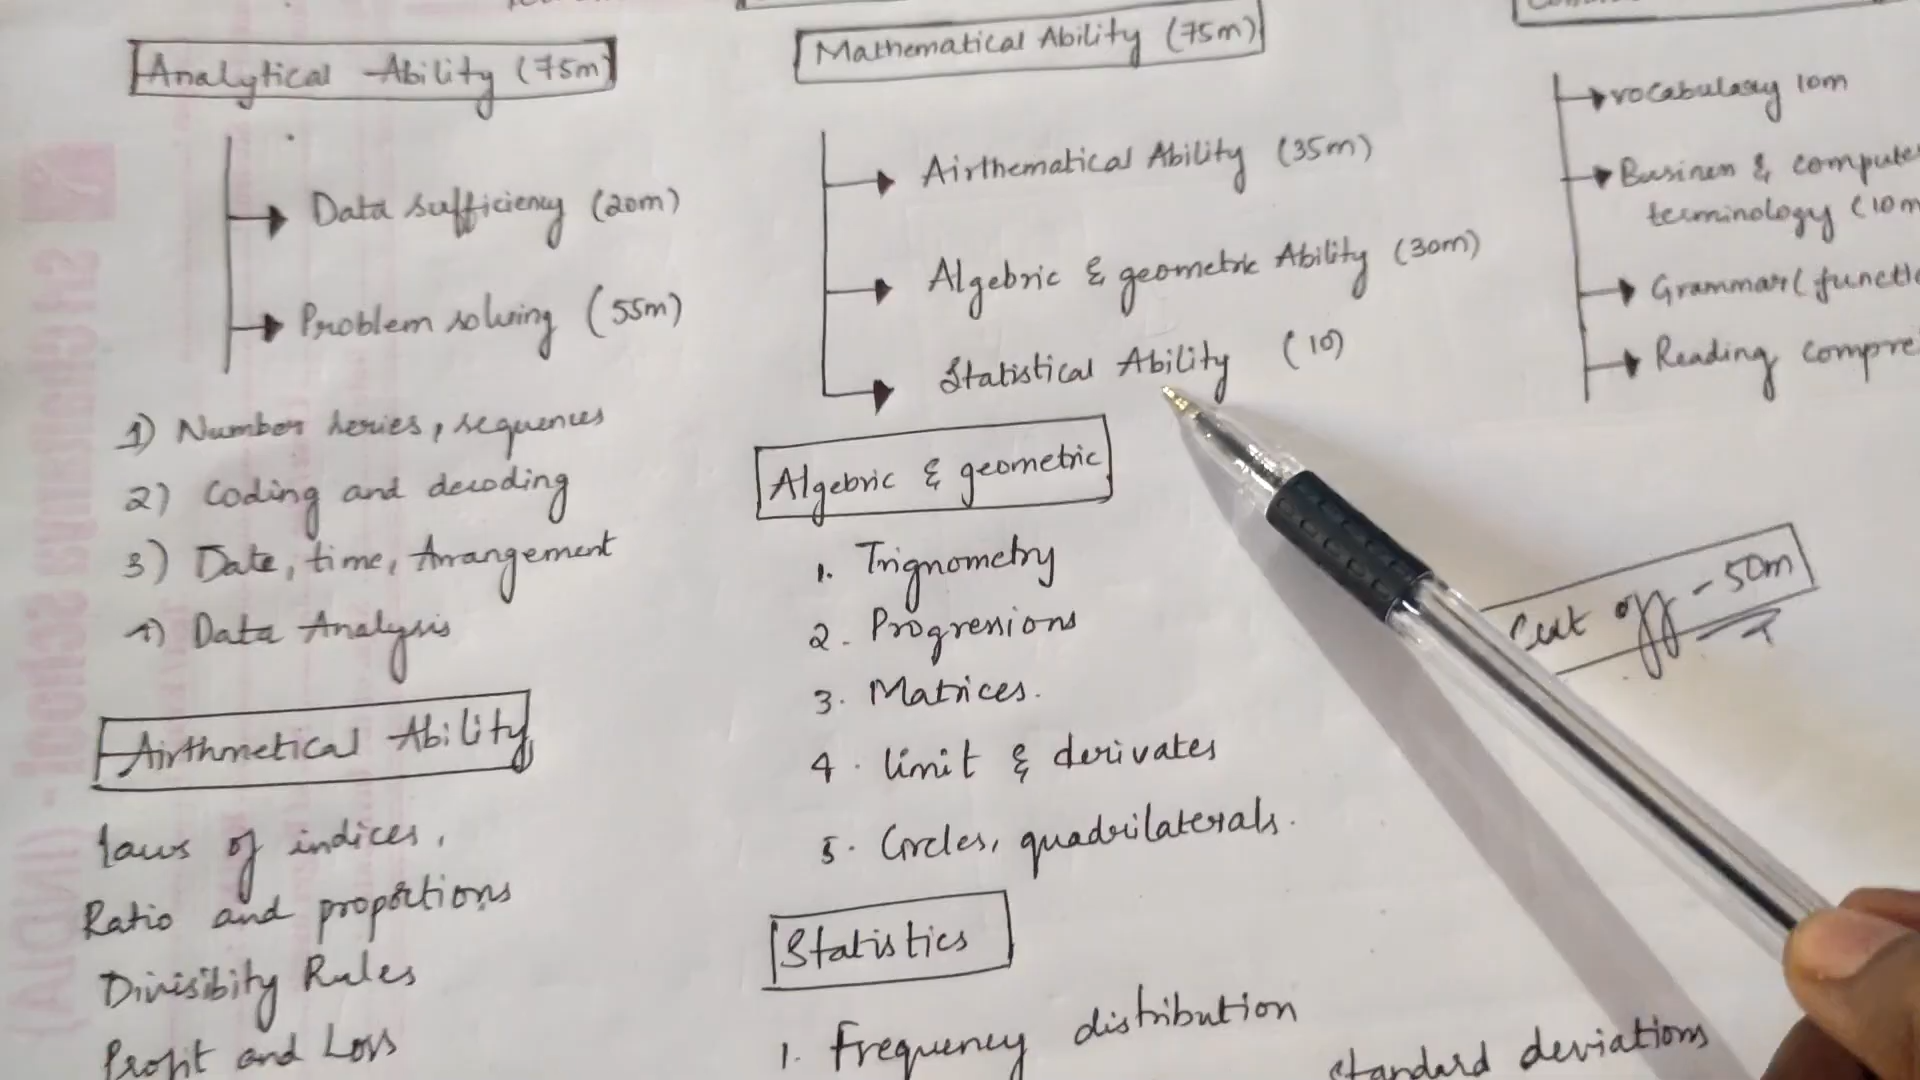 Analytical Ability (75m)
Data sufficiency (20m)
Problem solving (55m)
1) Number series, sequences
2) Coding and decoding
3) Date, time, Arrangement
4) Data Analysis
Airthmetical Ability
laws of indices,
Ratio and proportions
Divisibity Rules
Profit and Loss
Mathematical Ability (75m)
Airthematical Ability (35m)
Algebric & geometric Ability (30m)
Statistical Ability (10)
Algebric & geometric
1. Trignometry
2. Progressions
3. Matrices.
4. limit & derivates
5. Circles, quadrilaterals.
Statistics
1. Frequency distribution
standard deviations
vocabulary 10m
Business & compute
terminology (10m
Grammar (functio
Reading compre
Cut off - 50m